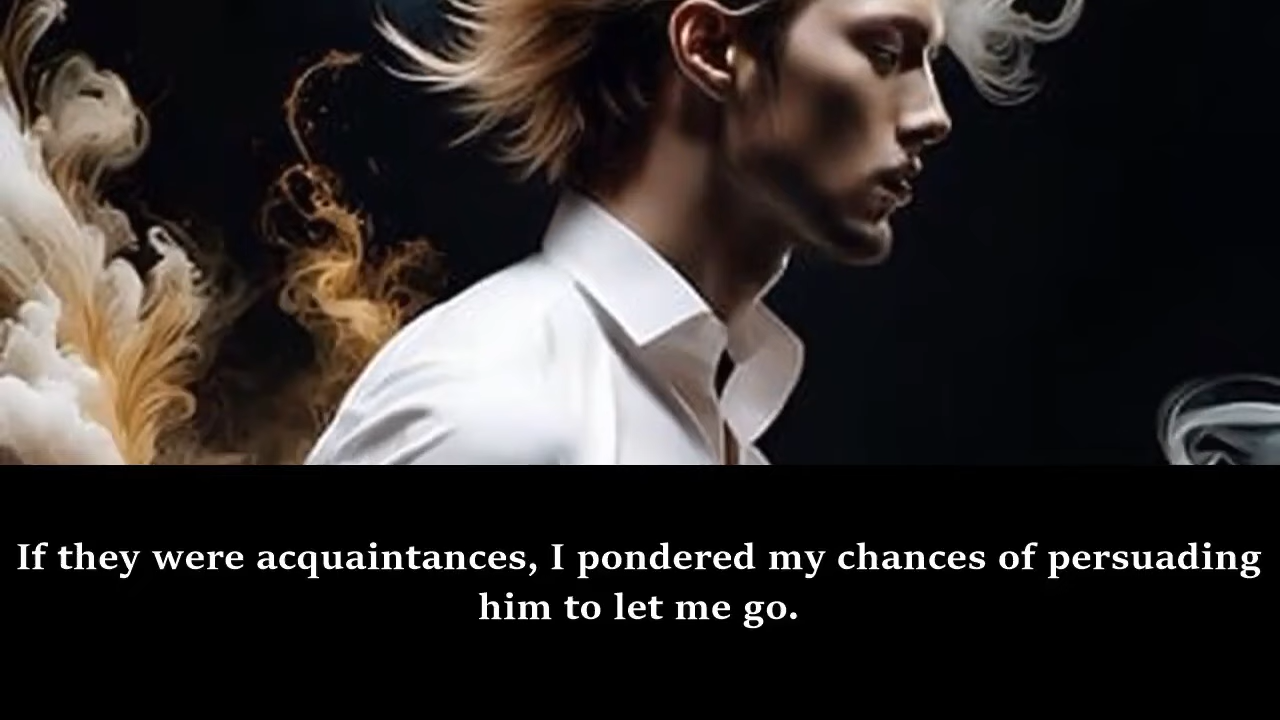 If they were acquaintances, I pondered my chances of persuading
him to let me go.